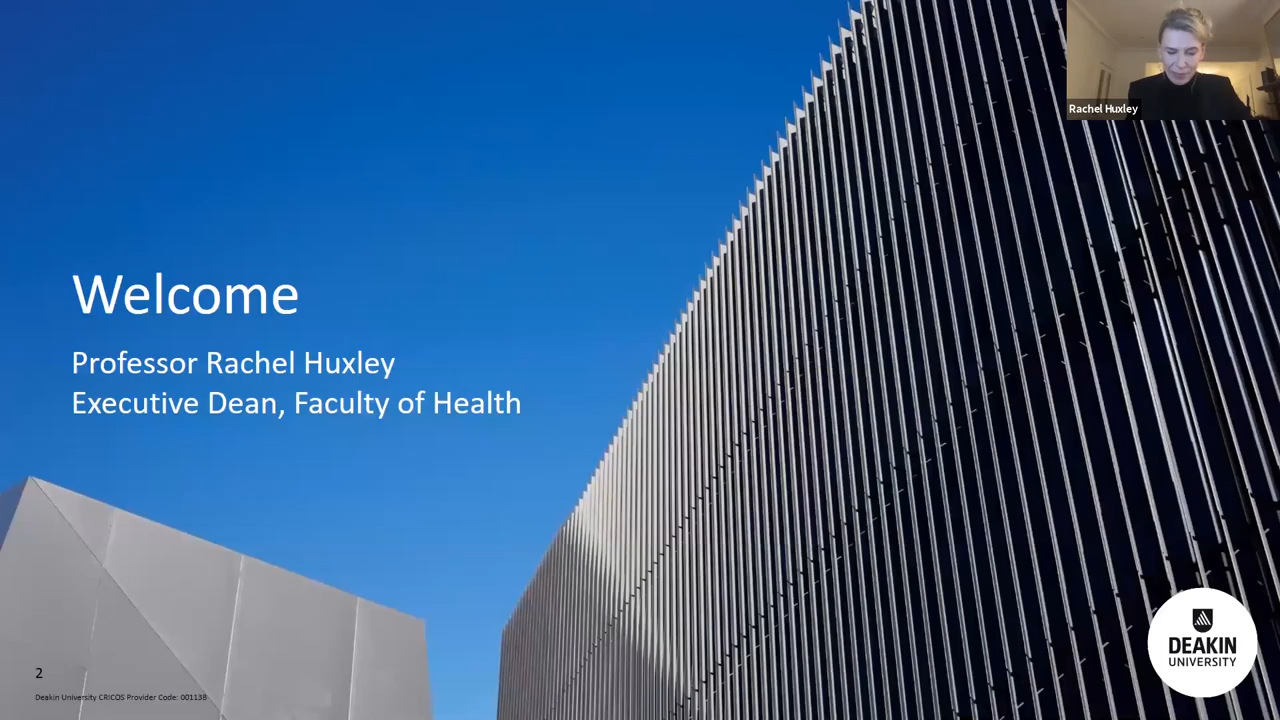 Rachel Huxley
Welcome
Professor Rachel Huxley
Executive Dean, Faculty of Health
2
Deakin University CRICOS Provider Code: 00113B
DEAKIN
UNIVERSITY